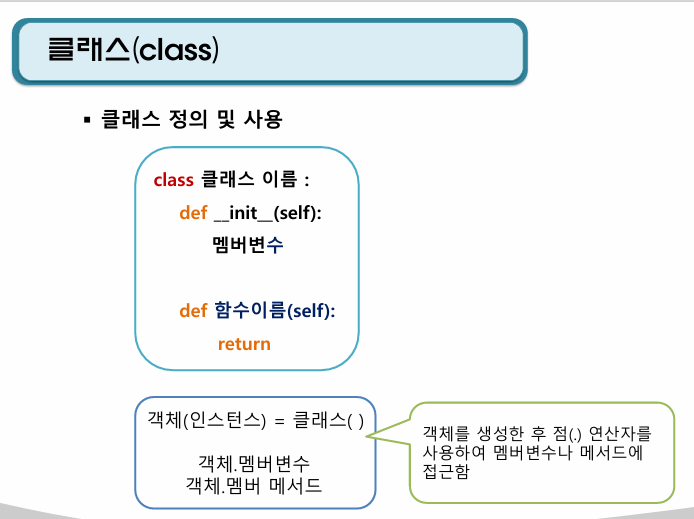 클래스(class)
▪ 클래스 정의 및 사용
class 클래스 이름 :
def __init__(self):
멤버변수
def 함수이름(self):
return
객체(인스턴스) = 클래스( )
객체.멤버변수
객체.멤버 메서드
객체를 생성한 후 점(.) 연산자를
사용하여 멤버변수나 메서드에
접근함